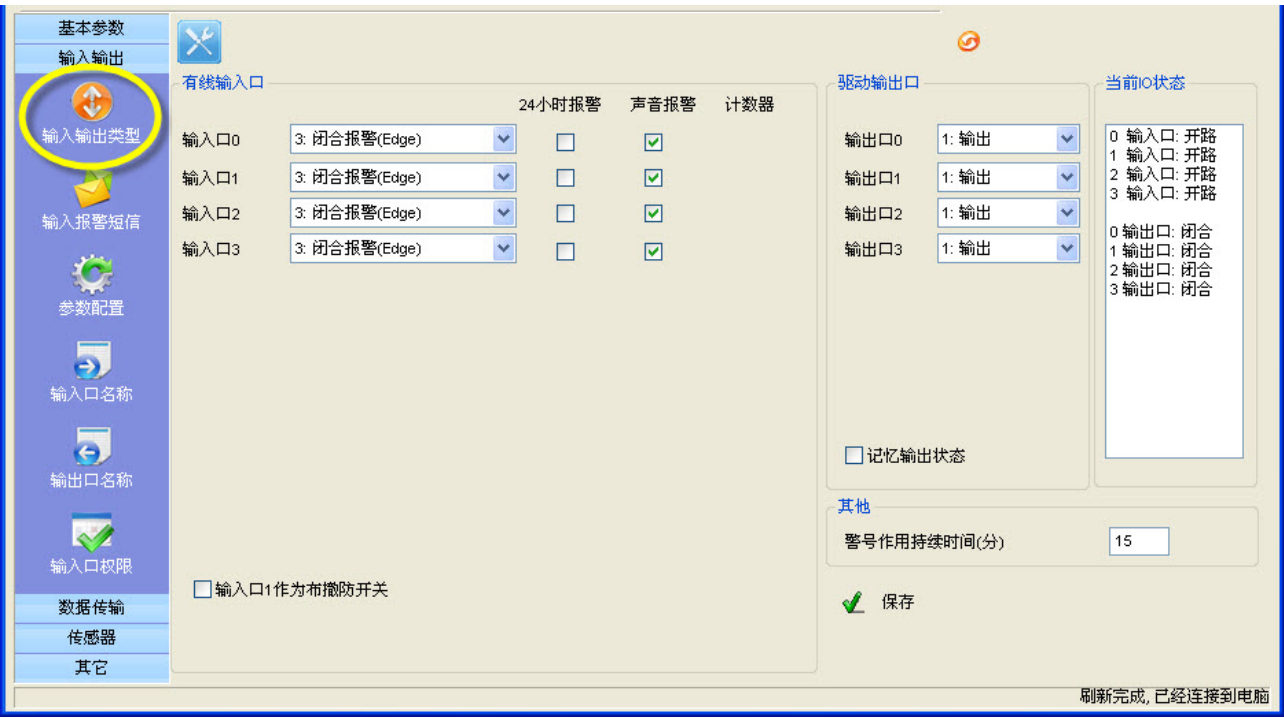 基本参数
输入输出
输入输出类型
输入报警短信
参数配置
输入口名称
输出口名称
输入口权限
数据传输
传感器
其它
有线输入口
24小时报警 声音报警 计数器
输入口0 3: 闭合报警(Edge)
输入口1 3: 闭合报警(Edge)
输入口2 3: 闭合报警(Edge)
输入口3 3: 闭合报警(Edge)
输入口1作为布撤防开关
驱动输出口
输出口0 1: 输出
输出口1 1: 输出
输出口2 1: 输出
输出口3 1: 输出
记忆输出状态
当前IO状态
0 输入口: 开路
1 输入口: 开路
2 输入口: 开路
3 输入口: 开路
0 输出口: 闭合
1 输出口: 闭合
2 输出口: 闭合
3 输出口: 闭合
其他
警号作用持续时间(分) 15
保存
刷新完成, 已经连接到电脑